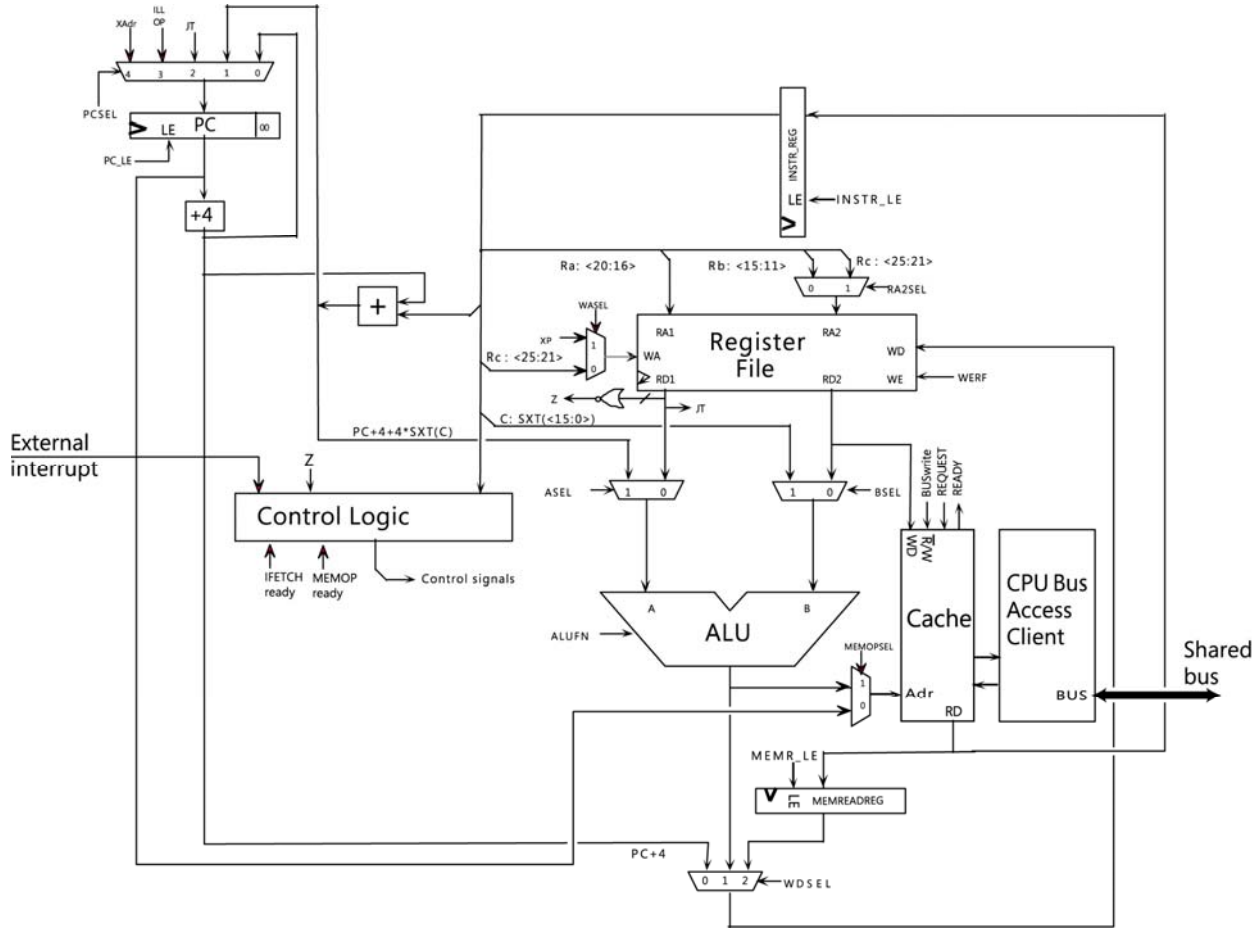 XAdr
ILL
OP
JT
4 3 2 1 0
PCSEL
LE PC 00
PC_LE
+4
INSTR_REG
LE
INSTR_LE
Ra: <20:16>
Rb: <15:11>
Rc: <25:21>
0 1
RA2SEL
+
WASEL
XP
1
0
Rc: <25:21>
RA1
RA2
Register
File
WA
WD
RD1
RD2
WE
WERF
Z
JT
C: SXT(<15:0>)
PC+4+4*SXT(C)
External
interrupt
Z
Control Logic
IFETCH
ready
MEMOP
ready
Control signals
ASEL
1 0
1 0
BSEL
BUSwrite
REQUEST
READY
WD
R/W
Cache
Adr
RD
CPU Bus
Access
Client
BUS
Shared
bus
A
B
ALU
ALUFN
MEMOPSEL
1
0
MEMR_LE
LE
MEMREADREG
PC+4
0 1 2
WDSEL